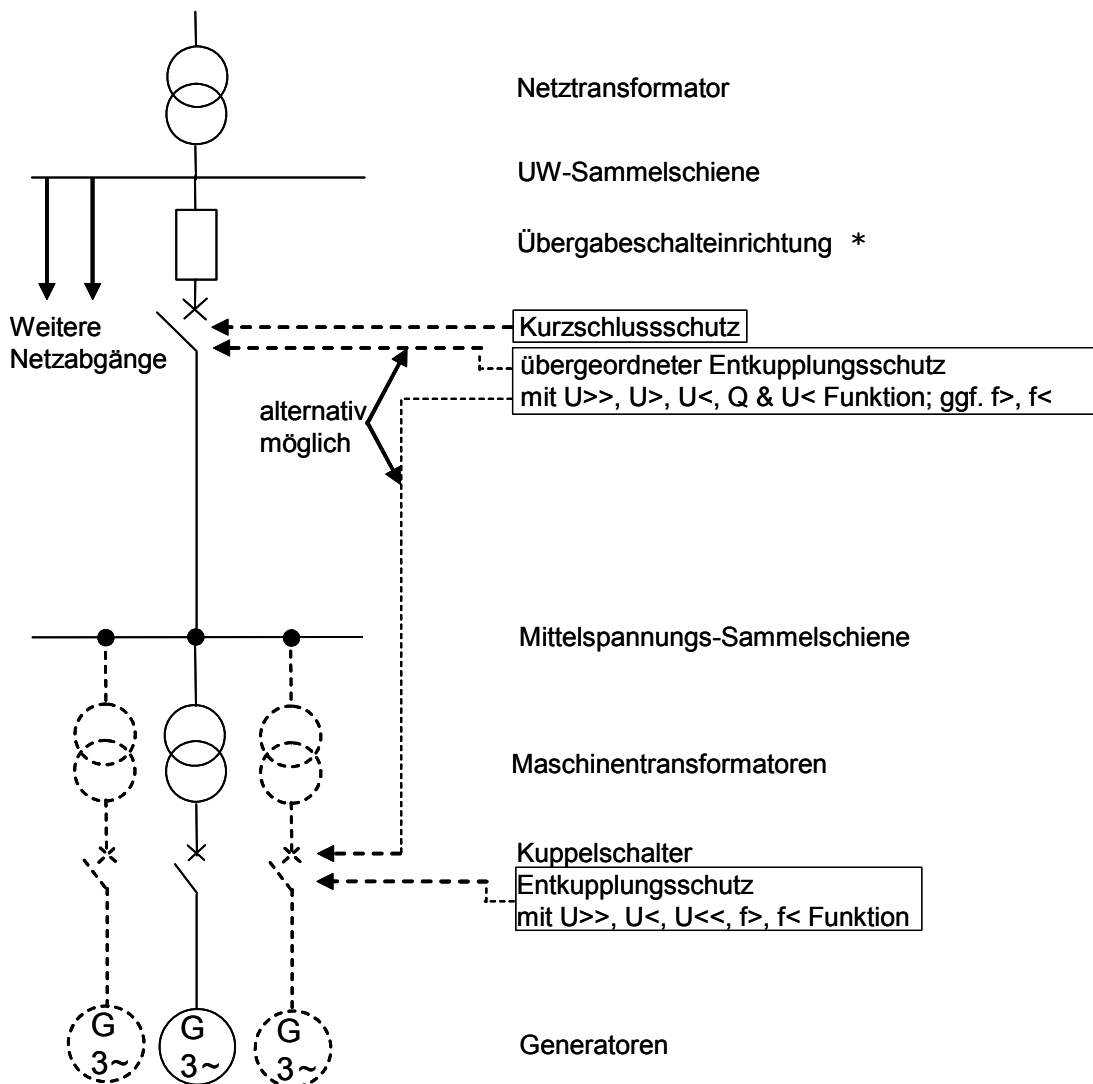 Netztransformator
UW-Sammelschiene
Übergabeschalteinrichtung *
Weitere
Netzabgänge
Kurzschlussschutz
übergeordneter Entkupplungsschutz
mit U>>, U>, U<, Q & U< Funktion; ggf. f>, f<
alternativ
möglich
Mittelspannungs-Sammelschiene
Maschinentransformatoren
Kuppelschalter
Entkupplungsschutz
mit U>>, U<, U<<, f>, f< Funktion
G
3~
G
3~
G
3~
Generatoren